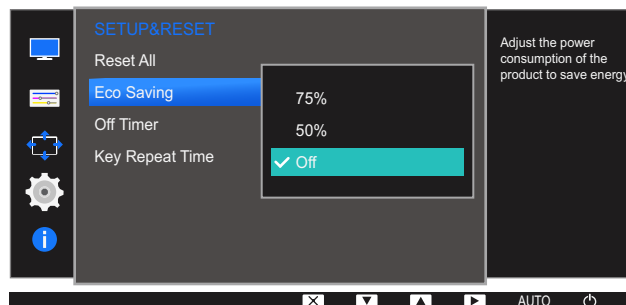 SETUP&RESET
Reset All
Eco Saving
Off Timer
Key Repeat Time
75%
50%
Off
Adjust the power
consumption of the
product to save energy
AUTO